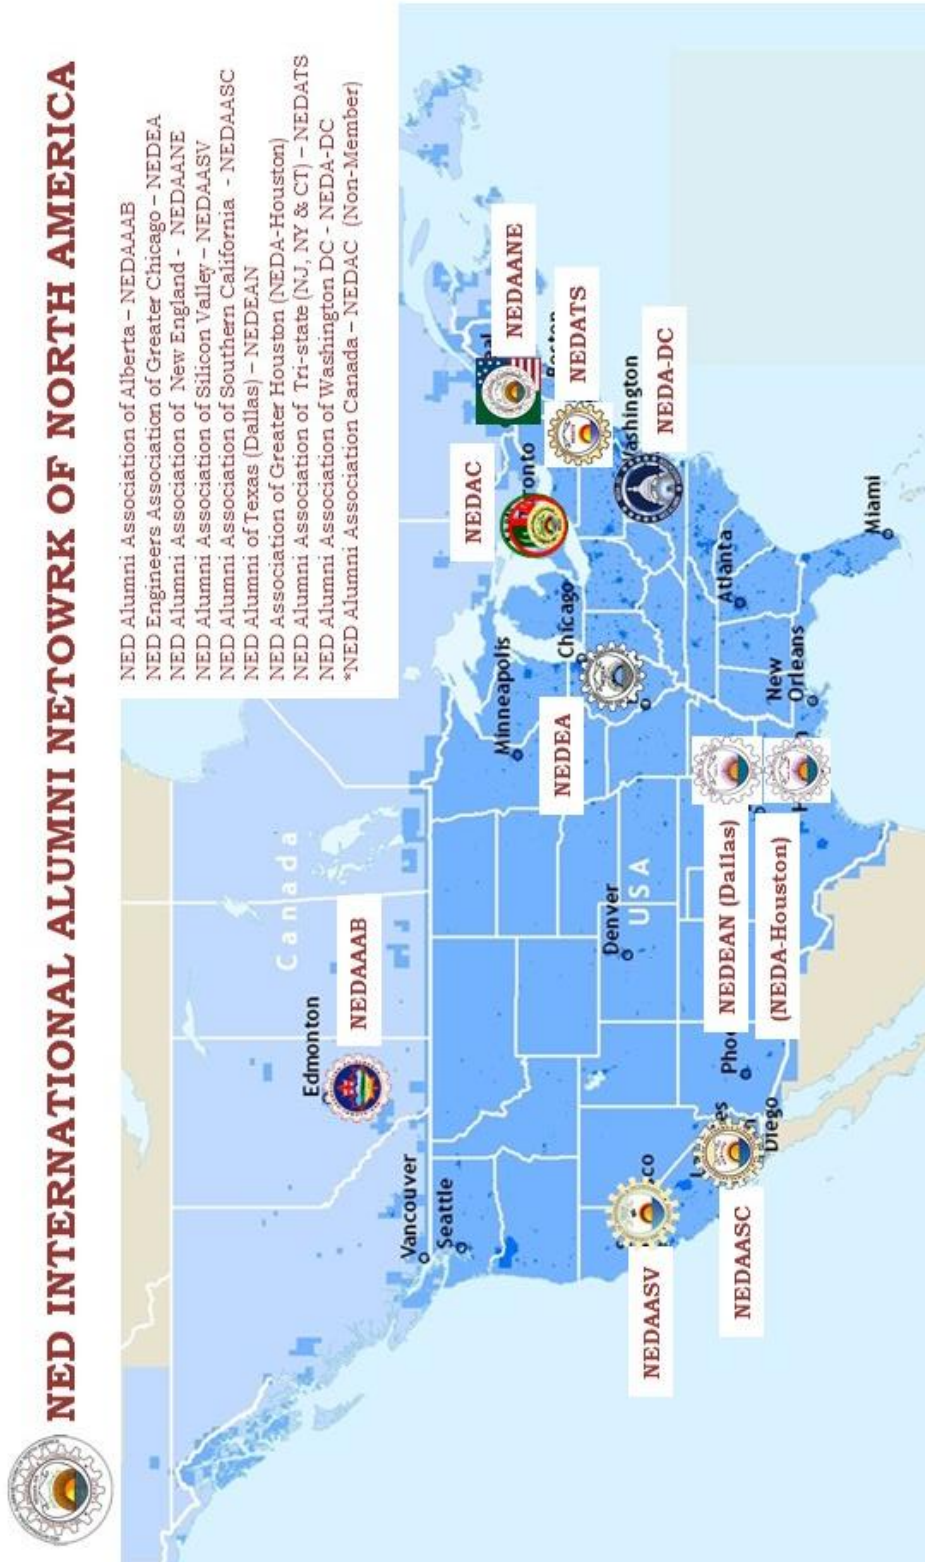 NED INTERNATIONAL ALUMNI NETOWRK OF NORTH AMERICA
NED Alumni Association of Alberta – NEDAAAB
NED Engineers Association of Greater Chicago – NEDEA
NED Alumni Association of New England - NEDAANE
NED Alumni Association of Silicon Valley – NEDAASV
NED Alumni Association of Southern California - NEDAASC
NED Alumni of Texas (Dallas) – NEDEAN
NED Association of Greater Houston (NEDA-Houston)
NED Alumni Association of Tri-state (NJ, NY & CT) – NEDATS
NED Alumni Association of Washington DC - NEDA-DC
*NED Alumni Association Canada – NEDAC (Non-Member)
Canada
Edmonton
NEDAAAB
Vancouver
Seattle
NEDAC
NEDAANE
Minneapolis
NEDATS
Chicago
NEDEA
Washington
NEDA-DC
Denver
USA
NEDAASV
Atlanta
NEDEAN (Dallas)
NEDAASC
Diego
New
Orleans
(NEDA-Houston)
Miami